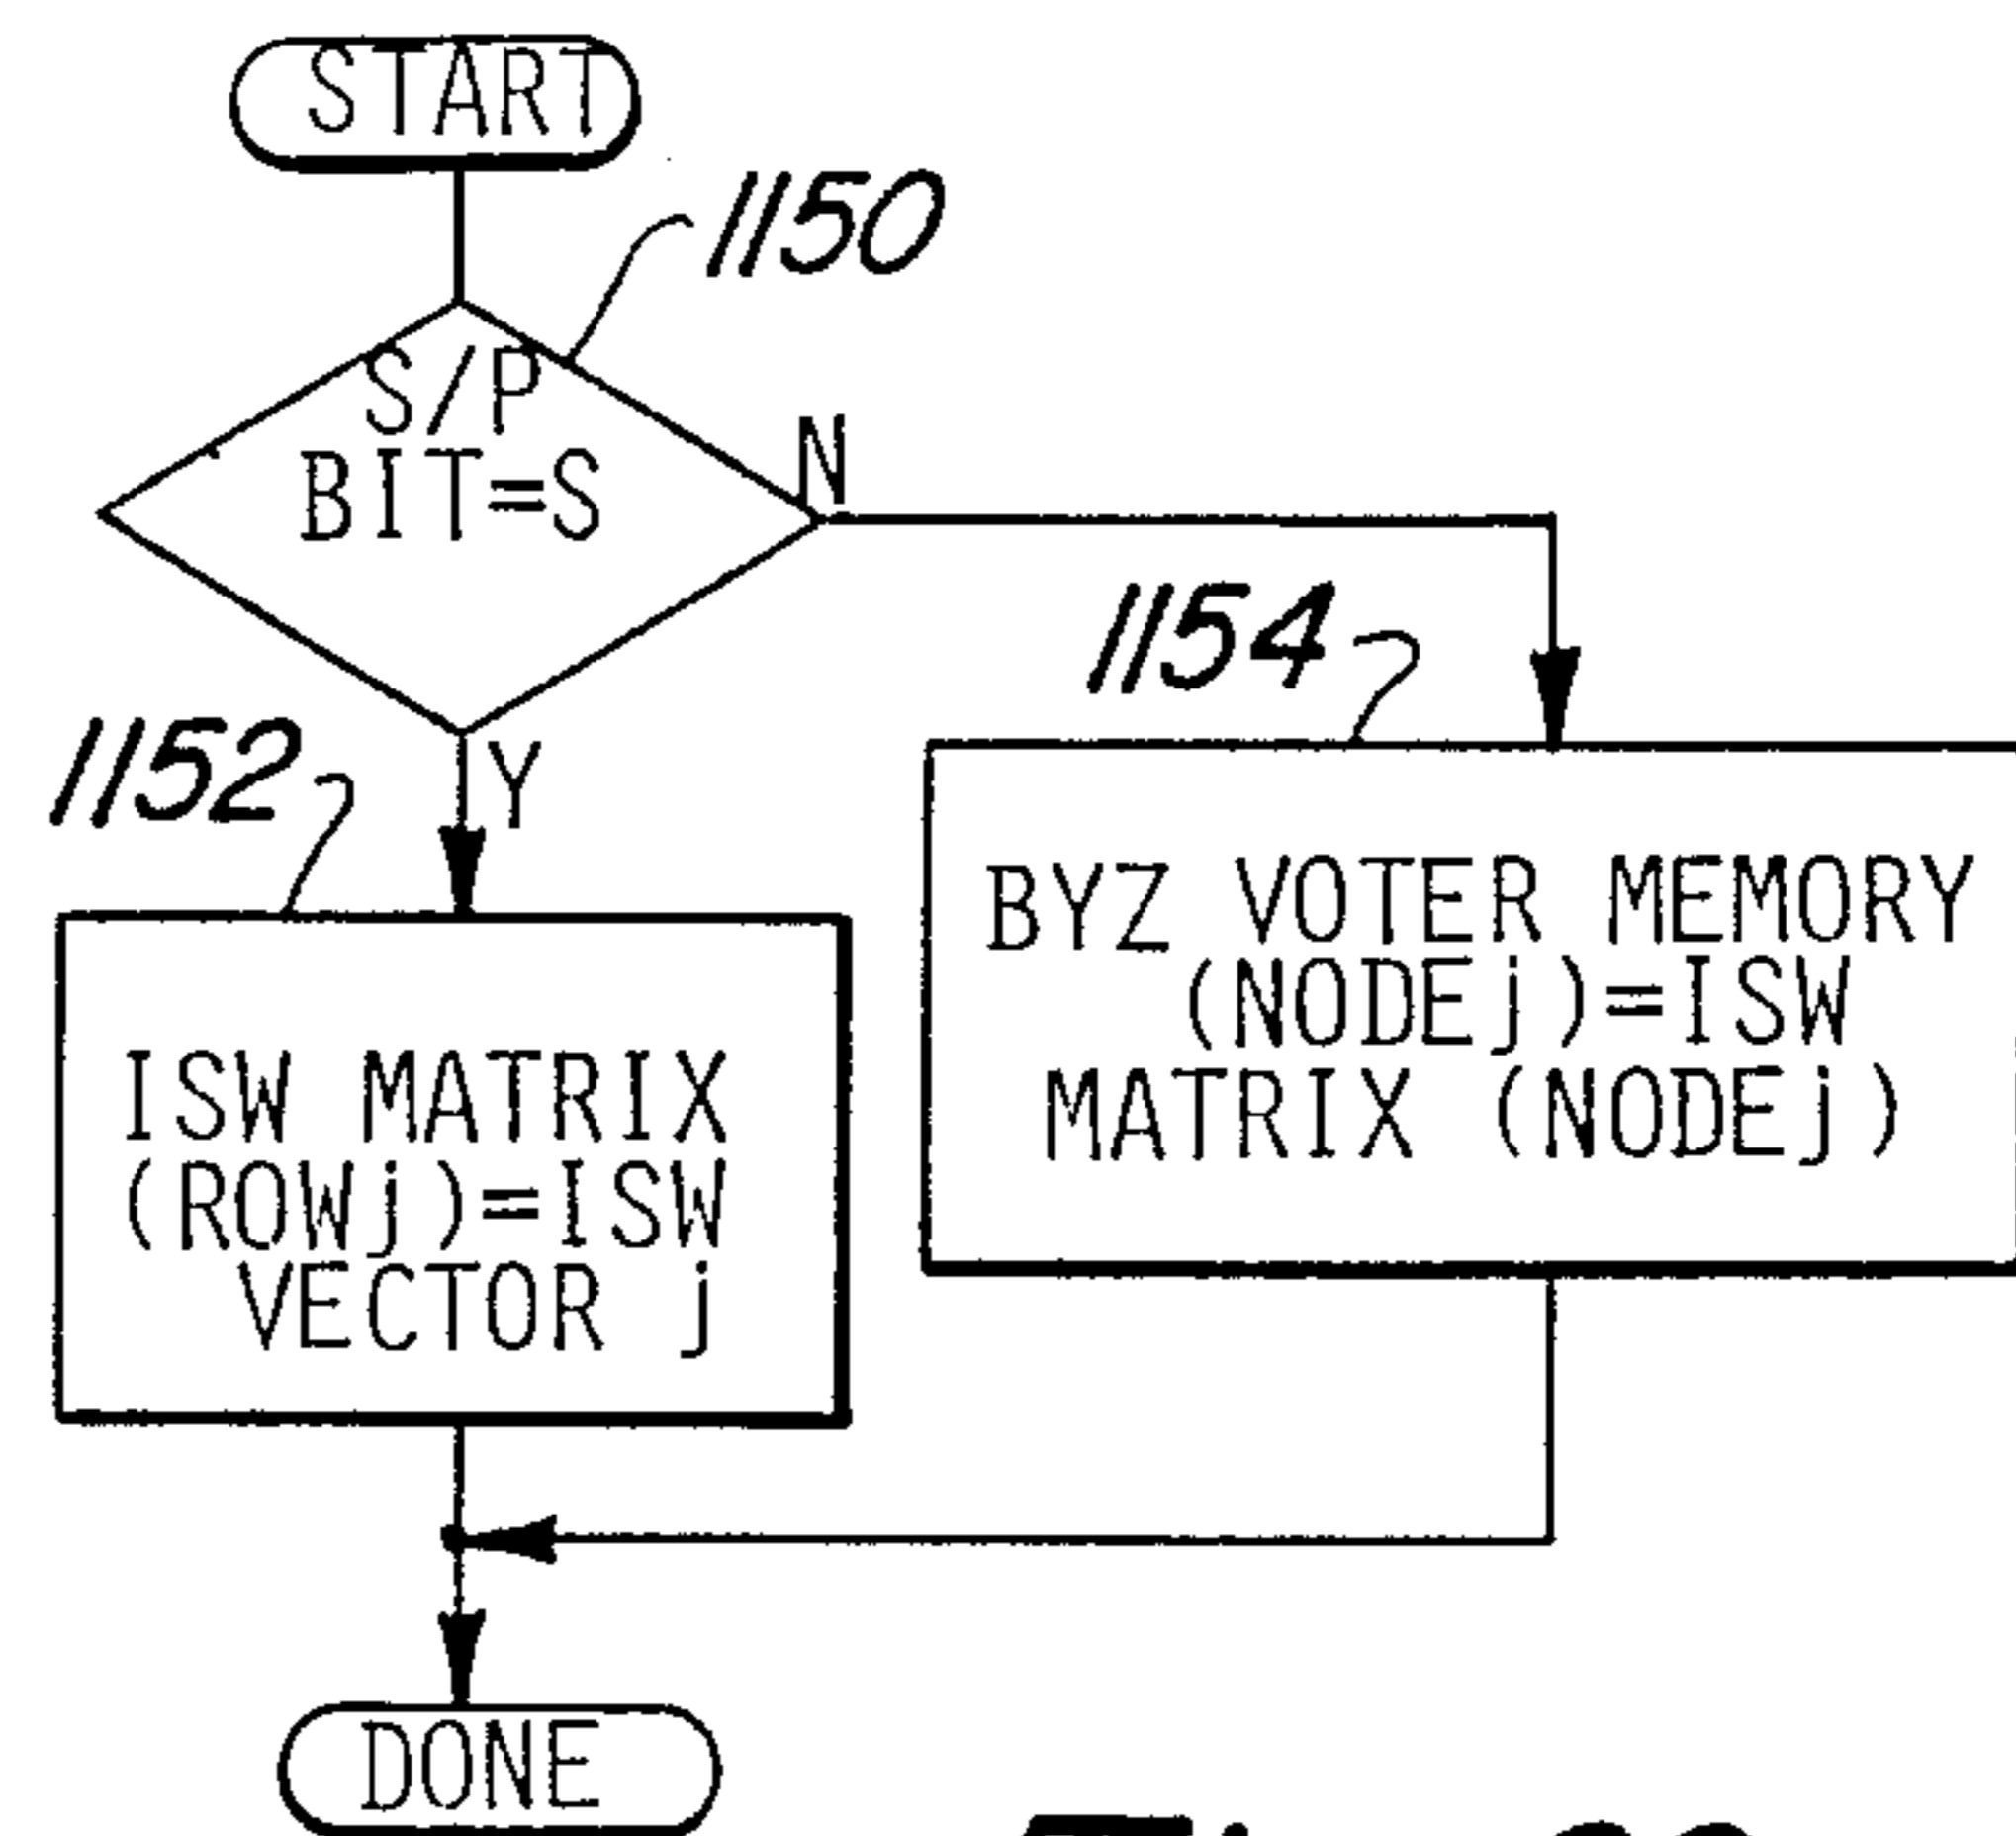 START
1150
S/P
BIT=S
N
1154
1152
Y
BYZ VOTER MEMORY
(NODEj)=ISW
MATRIX (NODEj)
ISW MATRIX
(ROWj)=ISW
VECTOR j
DONE